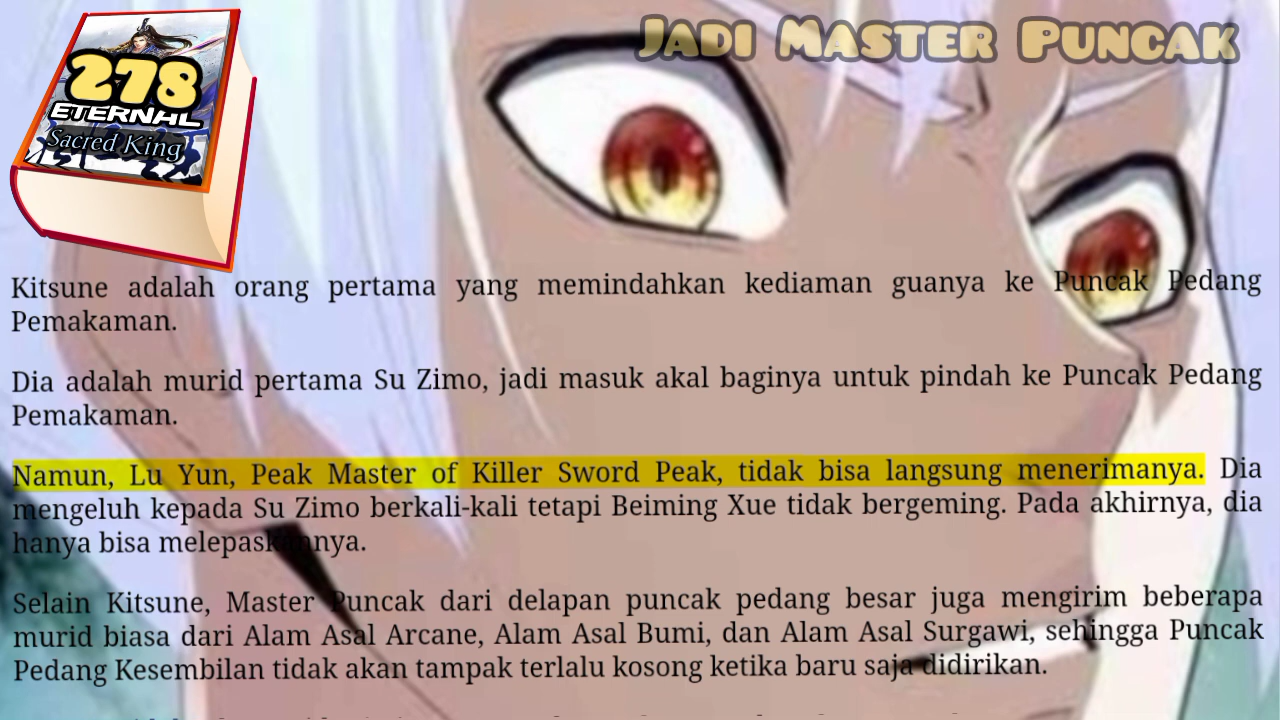 Jadi Master Puncak
278
ETERNAL
Sacred King
Kitsune adalah orang pertama yang memindahkan kediaman guanya ke Puncak Pedang
Pemakaman.
Dia adalah murid pertama Su Zimo, jadi masuk akal baginya untuk pindah ke Puncak Pedang
Pemakaman.
Namun, Lu Yun, Peak Master of Killer Sword Peak, tidak bisa langsung menerimanya. Dia
mengeluh kepada Su Zimo berkali-kali tetapi Beiming Xue tidak bergeming. Pada akhirnya, dia
hanya bisa melepaskannya.
Selain Kitsune, Master Puncak dari delapan puncak pedang besar juga mengirim beberapa
murid biasa dari Alam Asal Arcane, Alam Asal Bumi, dan Alam Asal Surgawi, sehingga Puncak
Pedang Kesembilan tidak akan tampak terlalu kosong ketika baru saja didirikan.